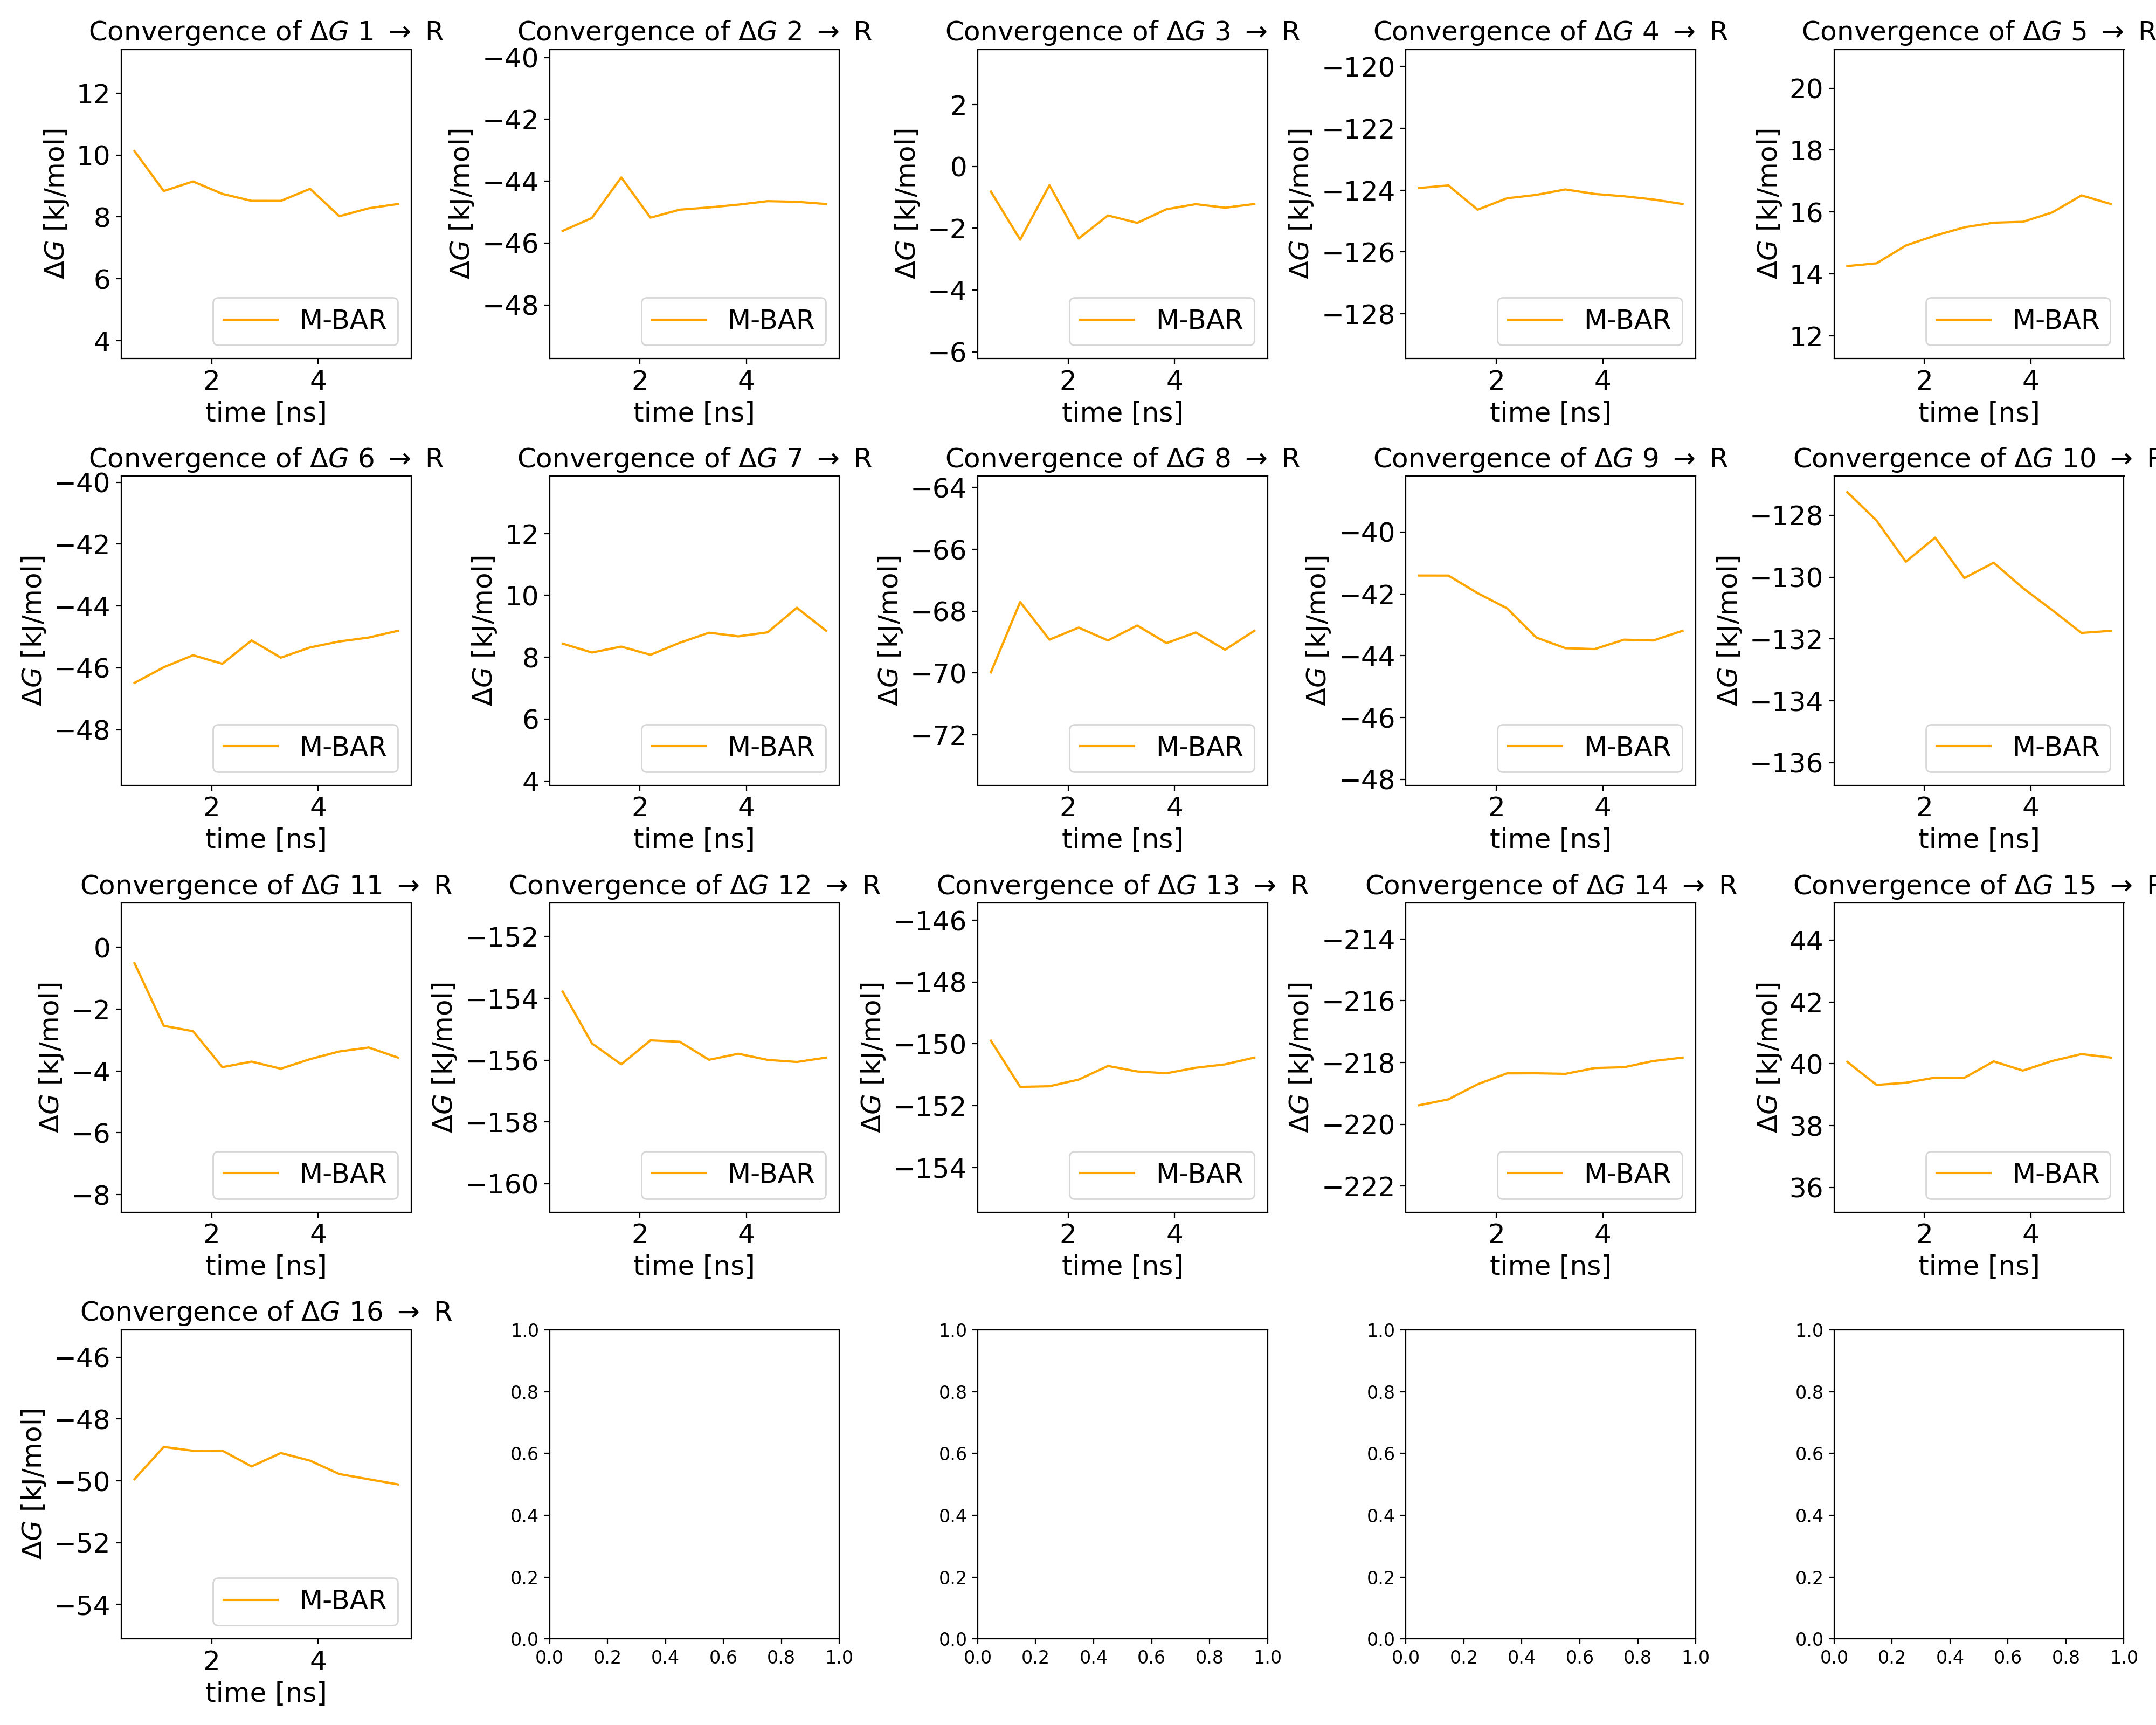 Convergence of ΔG 1 → R
12
10
8
6
4
ΔG [kJ/mol]
M-BAR
2 4
time [ns]
Convergence of ΔG 2 → R
−40
−42
−44
−46
−48
ΔG [kJ/mol]
M-BAR
2 4
time [ns]
Convergence of ΔG 3 → R
2
0
−2
−4
−6
ΔG [kJ/mol]
M-BAR
2 4
time [ns]
Convergence of ΔG 4 → R
−120
−122
−124
−126
−128
ΔG [kJ/mol]
M-BAR
2 4
time [ns]
Convergence of ΔG 5 → R
20
18
16
14
12
ΔG [kJ/mol]
M-BAR
2 4
time [ns]
Convergence of ΔG 6 → R
−40
−42
−44
−46
−48
ΔG [kJ/mol]
M-BAR
2 4
time [ns]
Convergence of ΔG 7 → R
12
10
8
6
4
ΔG [kJ/mol]
M-BAR
2 4
time [ns]
Convergence of ΔG 8 → R
−64
−66
−68
−70
−72
ΔG [kJ/mol]
M-BAR
2 4
time [ns]
Convergence of ΔG 9 → R
−40
−42
−44
−46
−48
ΔG [kJ/mol]
M-BAR
2 4
time [ns]
Convergence of ΔG 10 → R
−128
−130
−132
−134
−136
ΔG [kJ/mol]
M-BAR
2 4
time [ns]
Convergence of ΔG 11 → R
0
−2
−4
−6
−8
ΔG [kJ/mol]
M-BAR
2 4
time [ns]
Convergence of ΔG 12 → R
−152
−154
−156
−158
−160
ΔG [kJ/mol]
M-BAR
2 4
time [ns]
Convergence of ΔG 13 → R
−146
−148
−150
−152
−154
ΔG [kJ/mol]
M-BAR
2 4
time [ns]
Convergence of ΔG 14 → R
−214
−216
−218
−220
−222
ΔG [kJ/mol]
M-BAR
2 4
time [ns]
Convergence of ΔG 15 → R
44
42
40
38
36
ΔG [kJ/mol]
M-BAR
2 4
time [ns]
Convergence of ΔG 16 → R
−46
−48
−50
−52
−54
ΔG [kJ/mol]
M-BAR
2 4
time [ns]
1.0
0.8
0.6
0.4
0.2
0.0
0.0 0.2 0.4 0.6 0.8 1.0
1.0
0.8
0.6
0.4
0.2
0.0
0.0 0.2 0.4 0.6 0.8 1.0
1.0
0.8
0.6
0.4
0.2
0.0
0.0 0.2 0.4 0.6 0.8 1.0
1.0
0.8
0.6
0.4
0.2
0.0
0.0 0.2 0.4 0.6 0.8 1.0